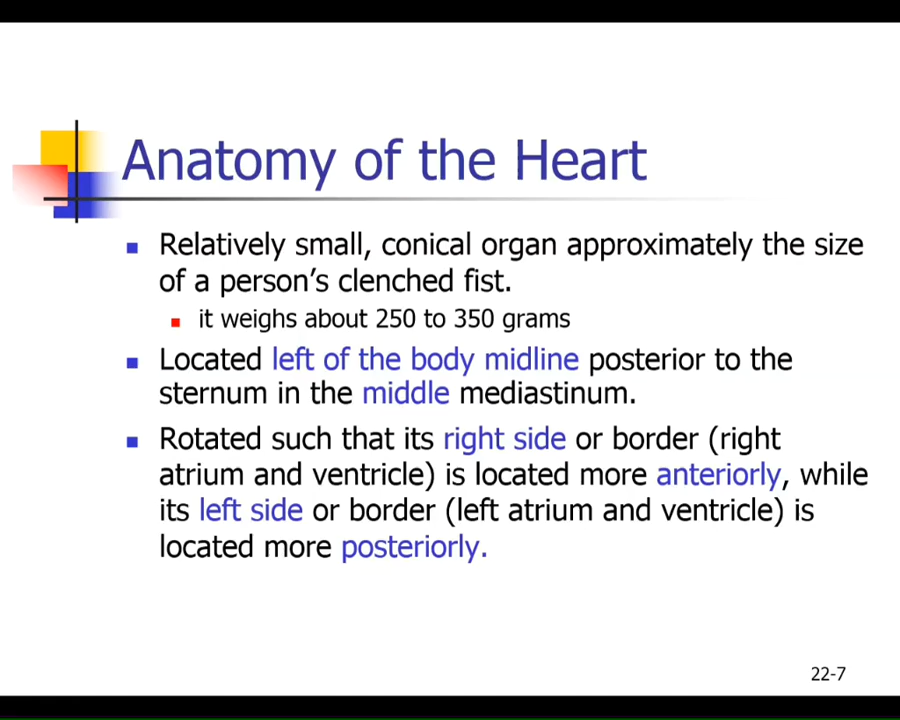 Anatomy of the Heart
Relatively small, conical organ approximately the size
of a person’s clenched fist.
it weighs about 250 to 350 grams
Located left of the body midline posterior to the
sternum in the middle mediastinum.
Rotated such that its right side or border (right
atrium and ventricle) is located more anteriorly, while
its left side or border (left atrium and ventricle) is
located more posteriorly.
22-7